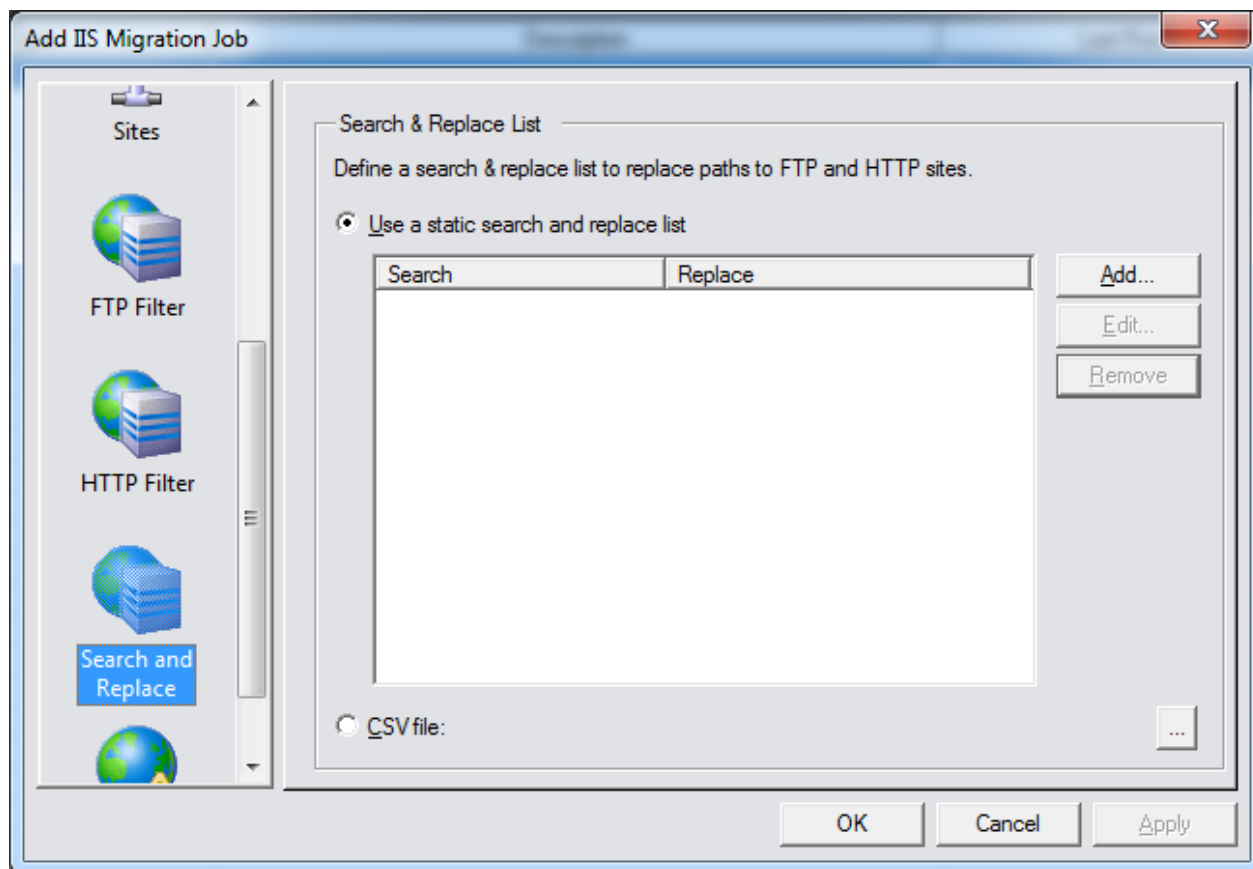 Add IIS Migration Job
Sites
FTP Filter
HTTP Filter
Search and
Replace
Search & Replace List
Define a search & replace list to replace paths to FTP and HTTP sites.
Use a static search and replace list
Search Replace
Add...
Edit...
Remove
CSV file:
...
OK Cancel Apply